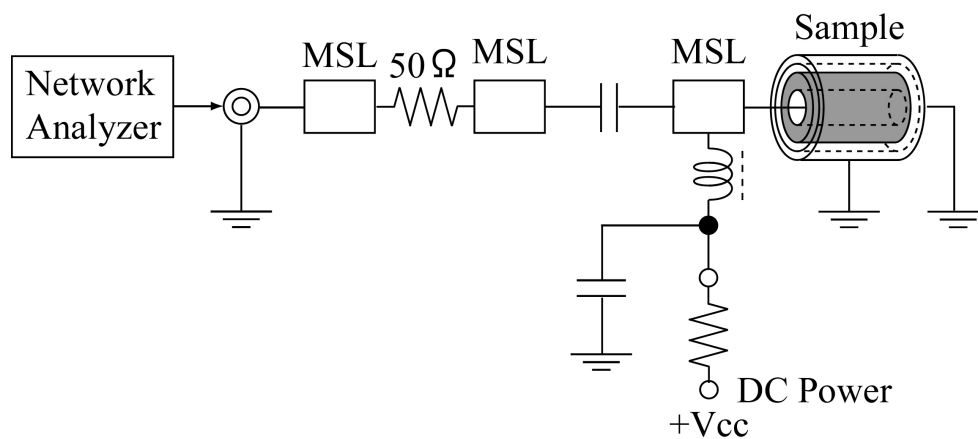 Network
Analyzer
MSL
50 Ω
MSL
MSL
Sample
DC Power
+Vcc